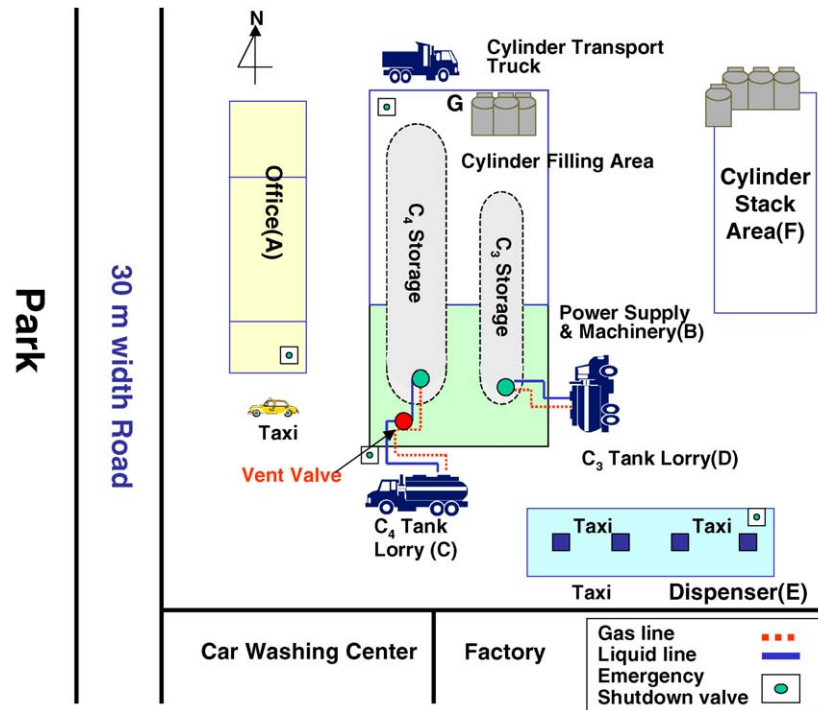 N
Cylinder Transport
Truck
G
Cylinder Filling Area
Office(A)
C4 Storage
C3 Storage
Cylinder
Stack
Area(F)
Park
30 m width Road
Power Supply
& Machinery(B)
Taxi
Vent Valve
C3 Tank Lorry(D)
C4 Tank
Lorry (C)
Taxi
Taxi
Taxi
Dispenser(E)
Car Washing Center
Factory
Gas line
Liquid line
Emergency
Shutdown valve